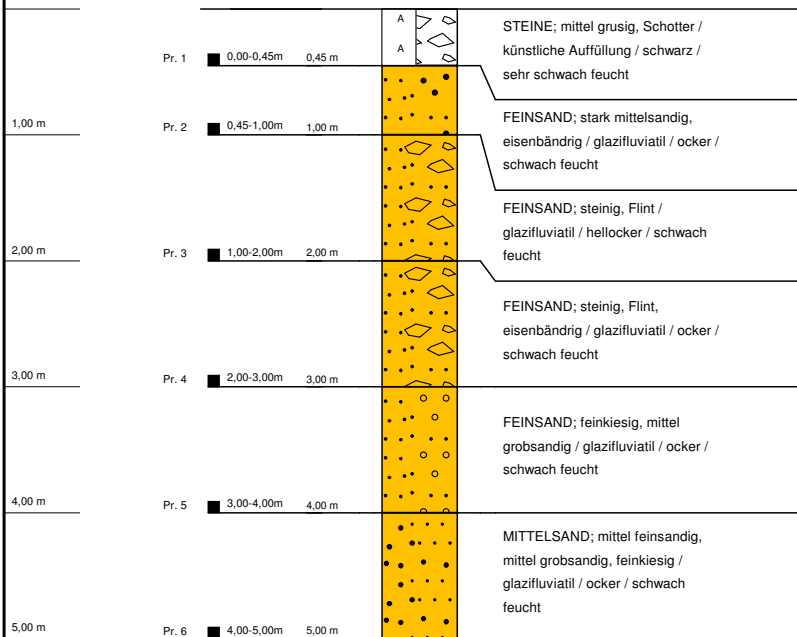 A
STEINE; mittel grusig, Schotter /
künstliche Auffüllung / schwarz /
sehr schwach feucht
A
Pr. 1 0,00-0,45m 0,45 m
1,00 m Pr. 2 0,45-1,00m 1,00 m
FEINSAND; stark mittelsandig,
eisenbändrig / glazifluviatil / ocker /
schwach feucht
2,00 m Pr. 3 1,00-2,00m 2,00 m
FEINSAND; steinig, Flint /
glazifluviatil / hellocker / schwach
feucht
3,00 m Pr. 4 2,00-3,00m 3,00 m
FEINSAND; steinig, Flint,
eisenbändrig / glazifluviatil / ocker /
schwach feucht
4,00 m Pr. 5 3,00-4,00m 4,00 m
FEINSAND; feinkiesig, mittel
grobsandig / glazifluviatil / ocker /
schwach feucht
5,00 m Pr. 6 4,00-5,00m 5,00 m
MITTELSAND; mittel feinsandig,
mittel grobsandig, feinkiesig /
glazifluviatil / ocker / schwach
feucht